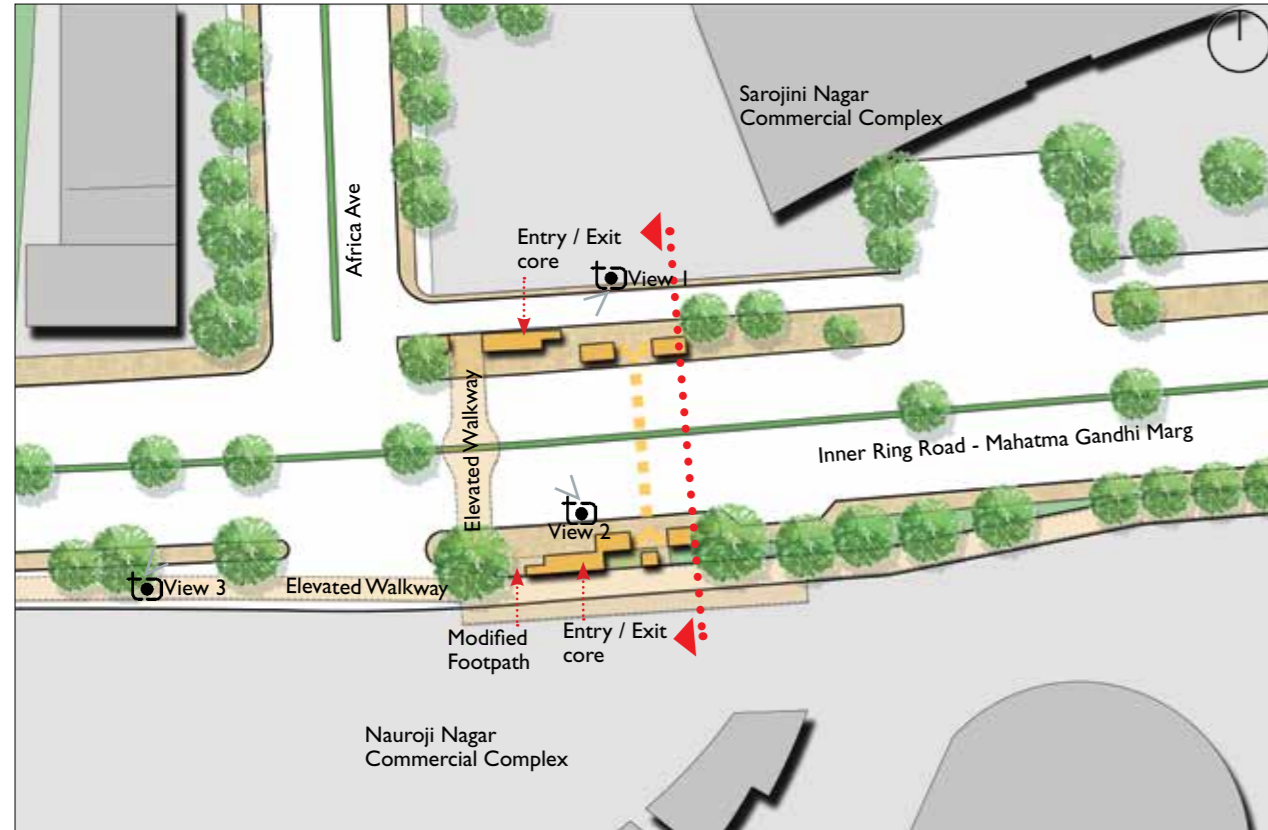 Sarojini Nagar
Commercial Complex
Africa Ave
Entry / Exit
core
View 1
Elevated Walkway
Inner Ring Road - Mahatma Gandhi Marg
View 2
View 3
Elevated Walkway
Modified
Footpath
Entry / Exit
core
Nauroji Nagar
Commercial Complex